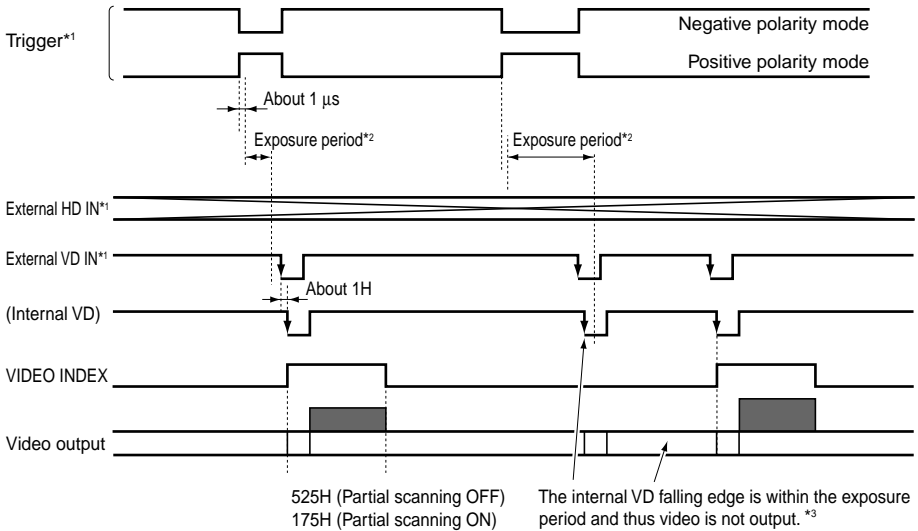 Trigger*1
Negative polarity mode
Positive polarity mode
About 1 μs
Exposure period*2
Exposure period*2
External HD IN*1
External VD IN*1
About 1H
(Internal VD)
VIDEO INDEX
Video output
525H (Partial scanning OFF)
175H (Partial scanning ON)
The internal VD falling edge is within the exposure
period and thus video is not output. *3